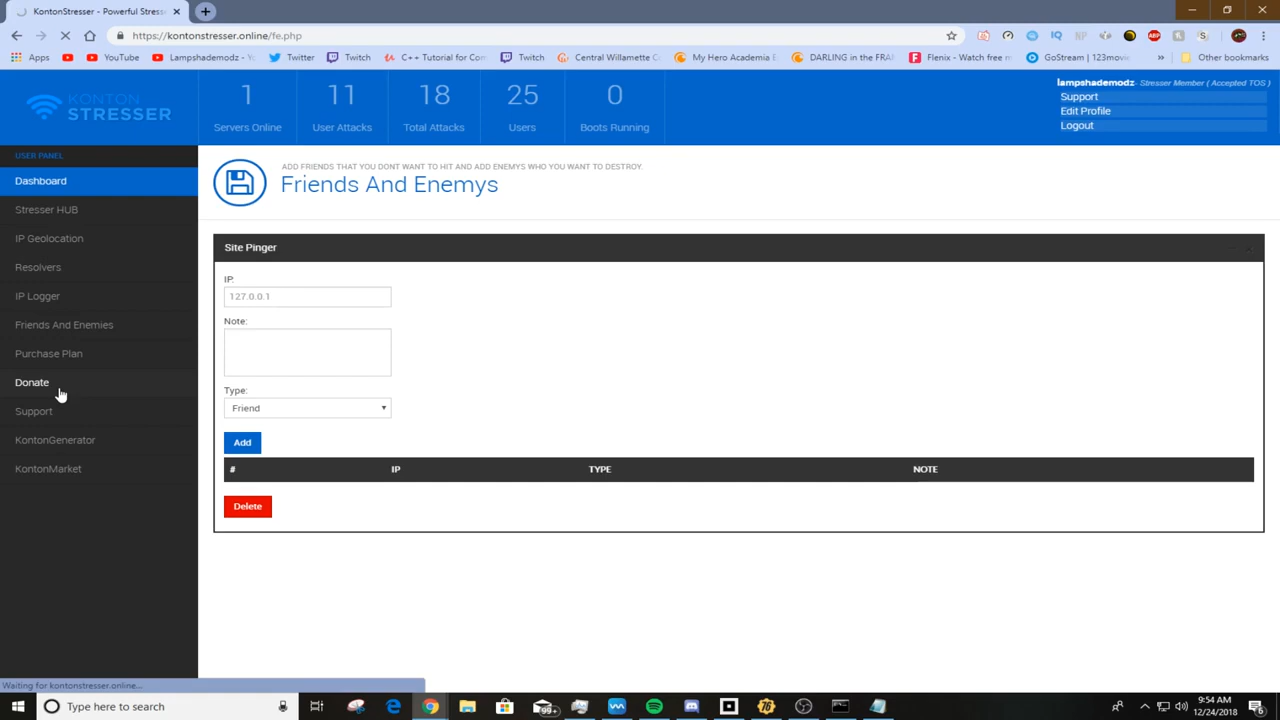 KontonStresser - Powerful Stress
https://kontonstresser.online/fe.php
Apps
YouTube
Lampshademodz - Y
Twitter
Twitch
C++ Tutorial for Com
Twitch
Central Willamette Co
My Hero Academia E
DARLING in the FRAN
Flenix - Watch free m
GoStream | 123movie
»
Other bookmarks
KONTON
STRESSER
1
Servers Online
11
User Attacks
18
Total Attacks
25
Users
0
Boots Running
lampshademodz- Stresser Member ( Accepted TOS )
Support
Edit Profile
Logout
USER PANEL
Dashboard
Stresser HUB
IP Geolocation
Resolvers
IP Logger
Friends And Enemies
Purchase Plan
Donate
Support
KontonGenerator
KontonMarket
ADD FRIENDS THAT YOU DONT WANT TO HIT AND ADD ENEMYS WHO YOU WANT TO DESTROY.
Friends And Enemys
Site Pinger
IP:
127.0.0.1
Note:
Type:
Friend
Add
# IP TYPE NOTE
Delete
Waiting for kontonstresser.online...
Type here to search
99+
9:54 AM
12/24/2018
6